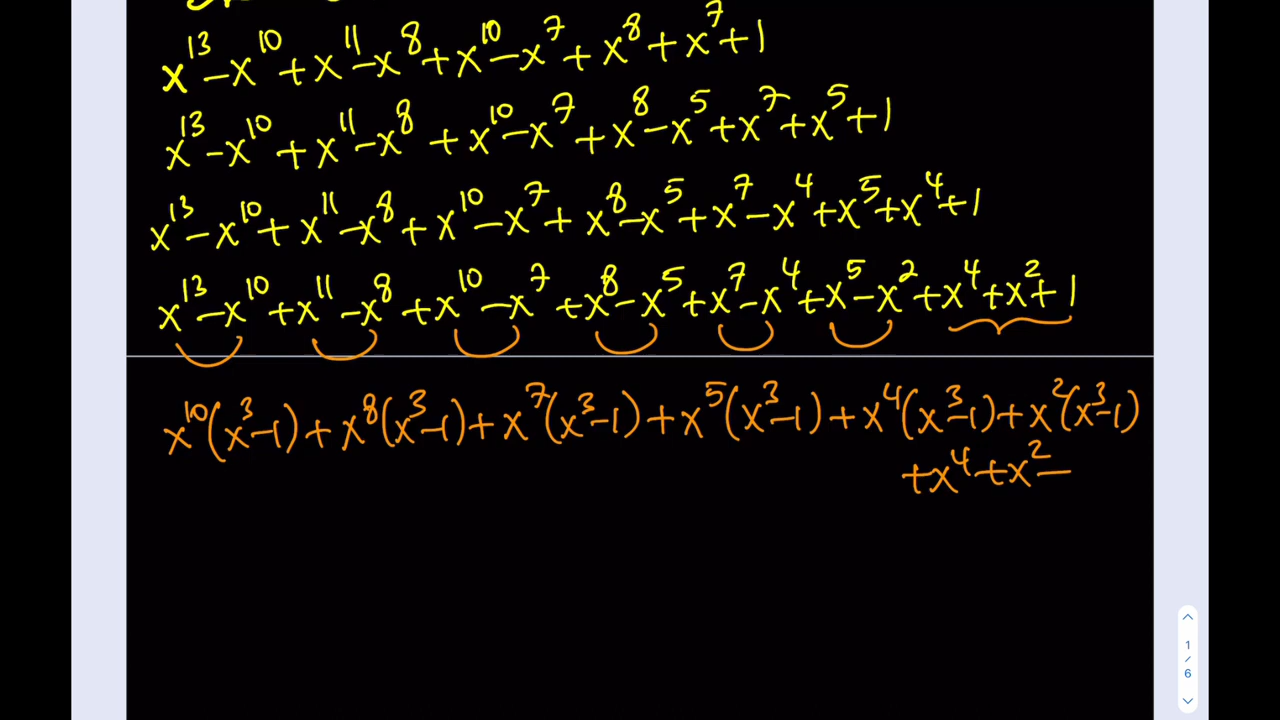 x^13 - x^10 + x^11 - x^8 + x^10 - x^7 + x^8 + x^7 + 1
x^13 - x^10 + x^11 - x^8 + x^10 - x^7 + x^8 - x^5 + x^7 + x^5 + 1
x^13 - x^10 + x^11 - x^8 + x^10 - x^7 + x^8 - x^5 + x^7 - x^4 + x^5 + x^4 + 1
x^13 - x^10 + x^11 - x^8 + x^10 - x^7 + x^8 - x^5 + x^7 - x^4 + x^5 - x^2 + x^4 + x^2 + 1
x^10(x^3-1) + x^8(x^3-1) + x^7(x^3-1) + x^5(x^3-1) + x^4(x^3-1) + x^2(x^3-1)
+ x^4 + x^2 -
1
/
6